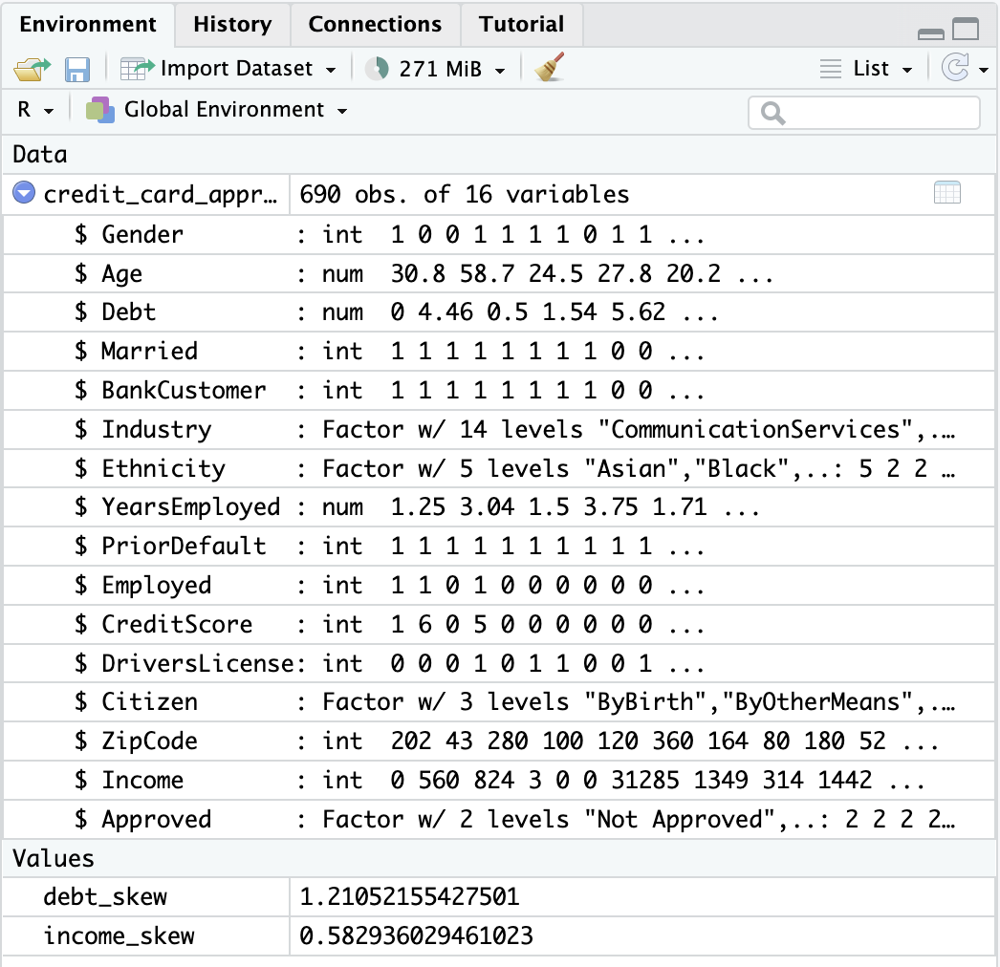 Environment History Connections Tutorial
Import Dataset 271 MiB List
R Global Environment
Data
credit_card_appr… 690 obs. of 16 variables
$ Gender : int 1 0 0 1 1 1 1 0 1 1 ...
$ Age : num 30.8 58.7 24.5 27.8 20.2 ...
$ Debt : num 0 4.46 0.5 1.54 5.62 ...
$ Married : int 1 1 1 1 1 1 1 1 0 0 ...
$ BankCustomer : int 1 1 1 1 1 1 1 1 0 0 ...
$ Industry : Factor w/ 14 levels "CommunicationServices",.…
$ Ethnicity : Factor w/ 5 levels "Asian","Black",..: 5 2 2 …
$ YearsEmployed : num 1.25 3.04 1.5 3.75 1.71 ...
$ PriorDefault : int 1 1 1 1 1 1 1 1 1 1 ...
$ Employed : int 1 1 0 1 0 0 0 0 0 0 ...
$ CreditScore : int 1 6 0 5 0 0 0 0 0 0 ...
$ DriversLicense: int 0 0 0 1 0 1 1 0 0 1 ...
$ Citizen : Factor w/ 3 levels "ByBirth","ByOtherMeans",.…
$ ZipCode : int 202 43 280 100 120 360 164 80 180 52 ...
$ Income : int 0 560 824 3 0 0 31285 1349 314 1442 ...
$ Approved : Factor w/ 2 levels "Not Approved",..: 2 2 2 2…
Values
debt_skew 1.21052155427501
income_skew 0.582936029461023